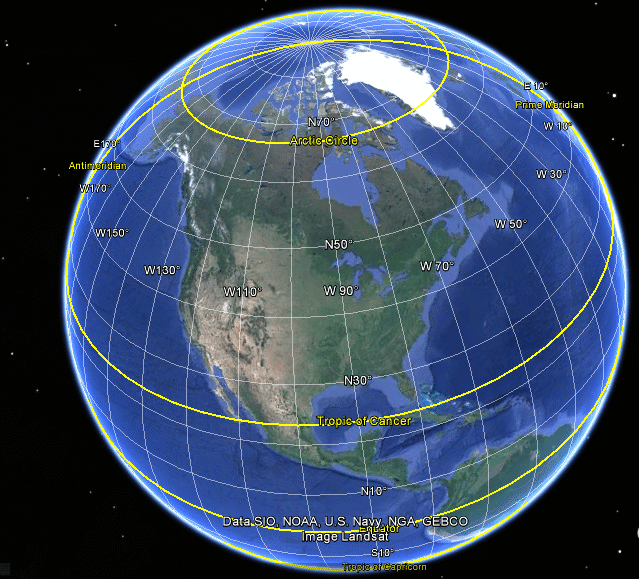 E 10°
Prime Meridian
N70°
W 10°
Arctic Circle
E170°
Antimeridian
W 30°
W170°
W 50°
W150°
N50°
W 70°
W130°
W110°
W 90°
N30°
Tropic of Cancer
N10°
Data SIO, NOAA, U.S. Navy, NGA, GEBCO
Equator
Image Landsat
S10°
Tropic of Capricorn